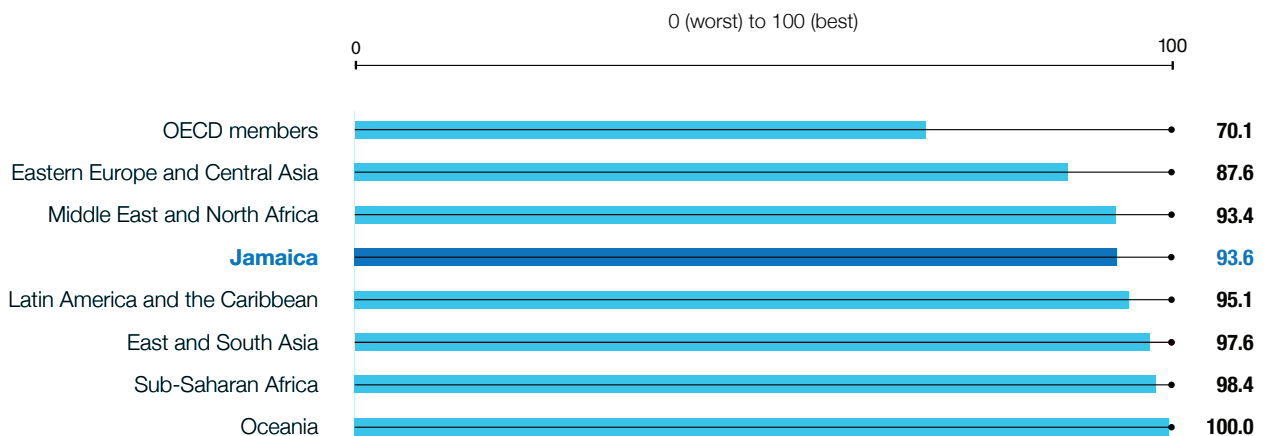 0 (worst) to 100 (best)
0 100
OECD members 70.1
Eastern Europe and Central Asia 87.6
Middle East and North Africa 93.4
Jamaica 93.6
Latin America and the Caribbean 95.1
East and South Asia 97.6
Sub-Saharan Africa 98.4
Oceania 100.0